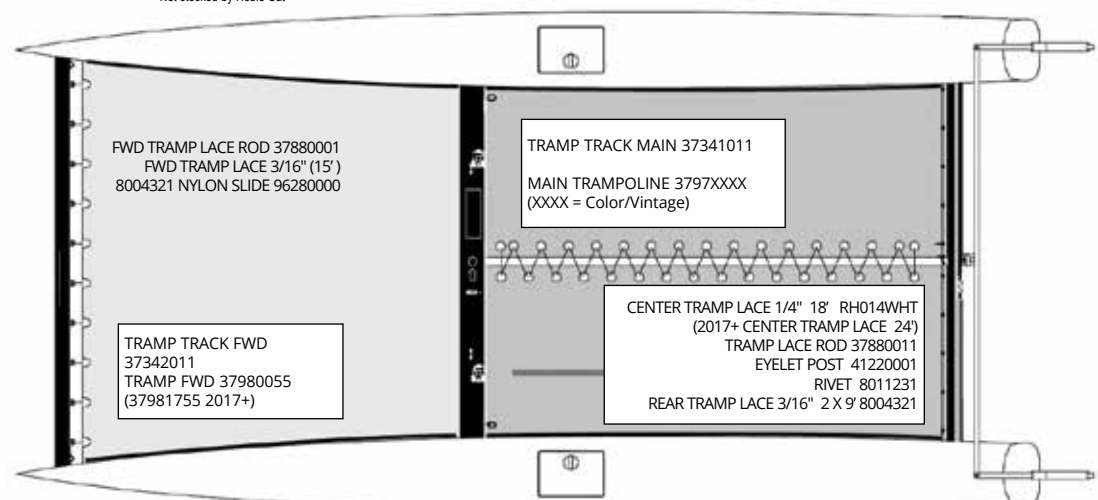 FWD TRAMP LACE ROD 37880001
FWD TRAMP LACE 3/16" (15')
8004321 NYLON SLIDE 96280000
TRAMP TRACK MAIN 37341011
MAIN TRAMPOLINE 3797XXXX
(XXXX = Color/Vintage)
TRAMP TRACK FWD
37342011
TRAMP FWD 37980055
(37981755 2017+)
CENTER TRAMP LACE 1/4" 18' RH014WHT
(2017+ CENTER TRAMP LACE 24')
TRAMP LACE ROD 37880011
EYELET POST 41220001
RIVET 8011231
REAR TRAMP LACE 3/16" 2 X 9' 8004321